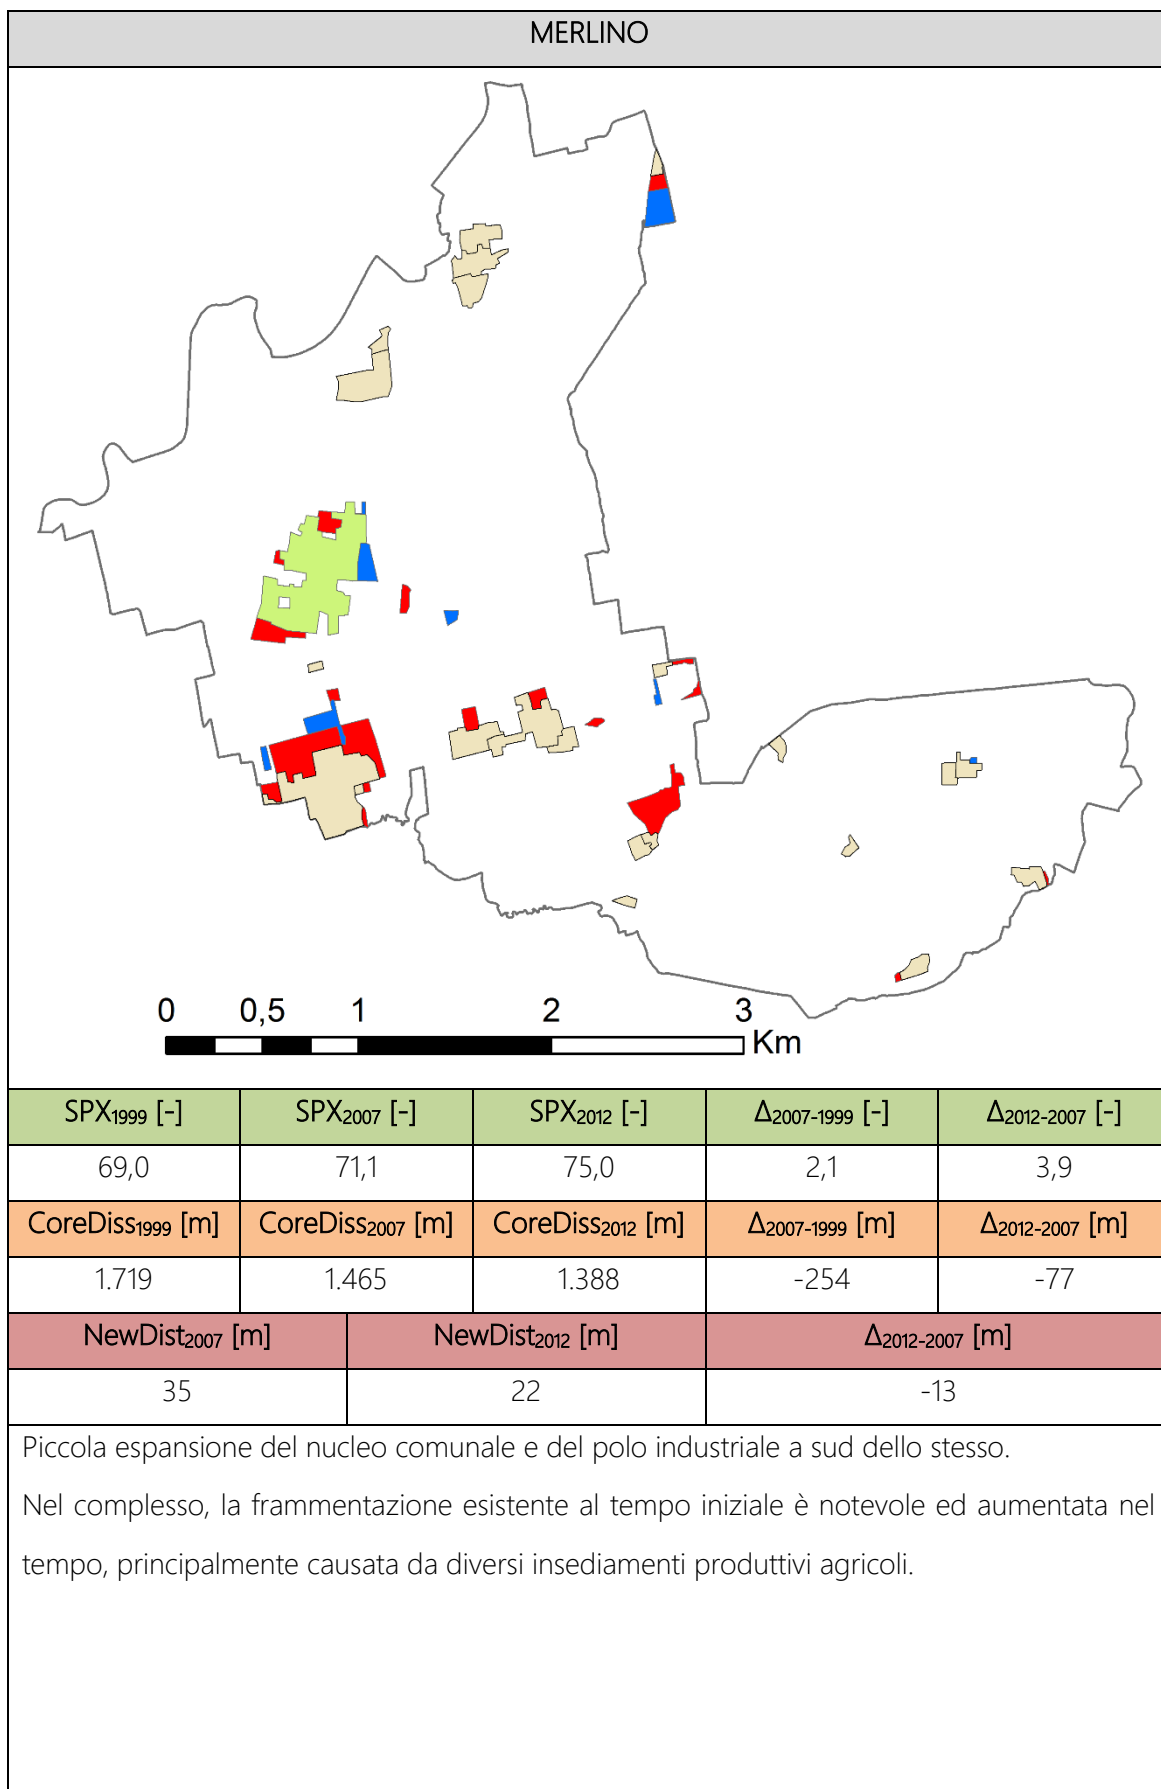 MERLINO
0 0,5 1 2 3
Km
SPX1999 [-] SPX2007 [-] SPX2012 [-] Δ2007-1999 [-] Δ2012-2007 [-]
69,0 71,1 75,0 2,1 3,9
CoreDiss1999 [m] CoreDiss2007 [m] CoreDiss2012 [m] Δ2007-1999 [m] Δ2012-2007 [m]
1.719 1.465 1.388 -254 -77
NewDist2007 [m] NewDist2012 [m] Δ2012-2007 [m]
35 22 -13
Piccola espansione del nucleo comunale e del polo industriale a sud dello stesso.
Nel complesso, la frammentazione esistente al tempo iniziale è notevole ed aumentata nel
tempo, principalmente causata da diversi insediamenti produttivi agricoli.